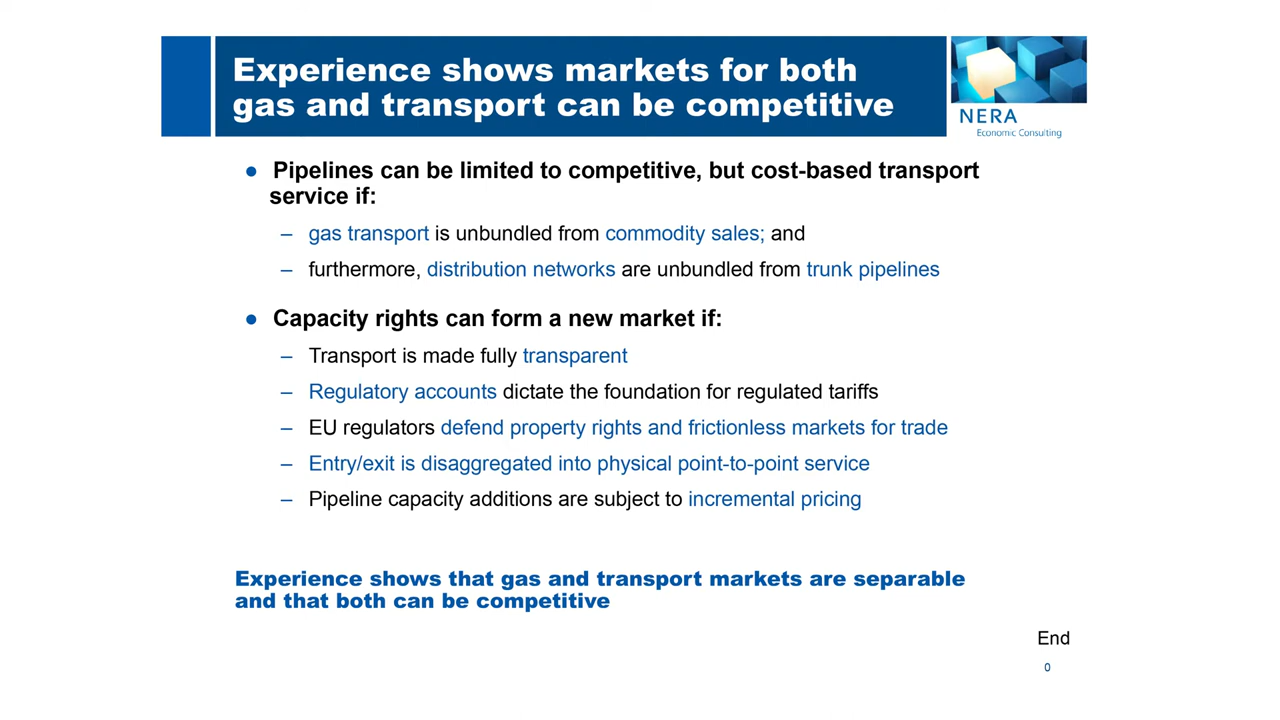 Experience shows markets for both
gas and transport can be competitive
NERA
Economic Consulting
● Pipelines can be limited to competitive, but cost-based transport
service if:
– gas transport is unbundled from commodity sales; and
– furthermore, distribution networks are unbundled from trunk pipelines
● Capacity rights can form a new market if:
– Transport is made fully transparent
– Regulatory accounts dictate the foundation for regulated tariffs
– EU regulators defend property rights and frictionless markets for trade
– Entry/exit is disaggregated into physical point-to-point service
– Pipeline capacity additions are subject to incremental pricing
Experience shows that gas and transport markets are separable
and that both can be competitive
End
0